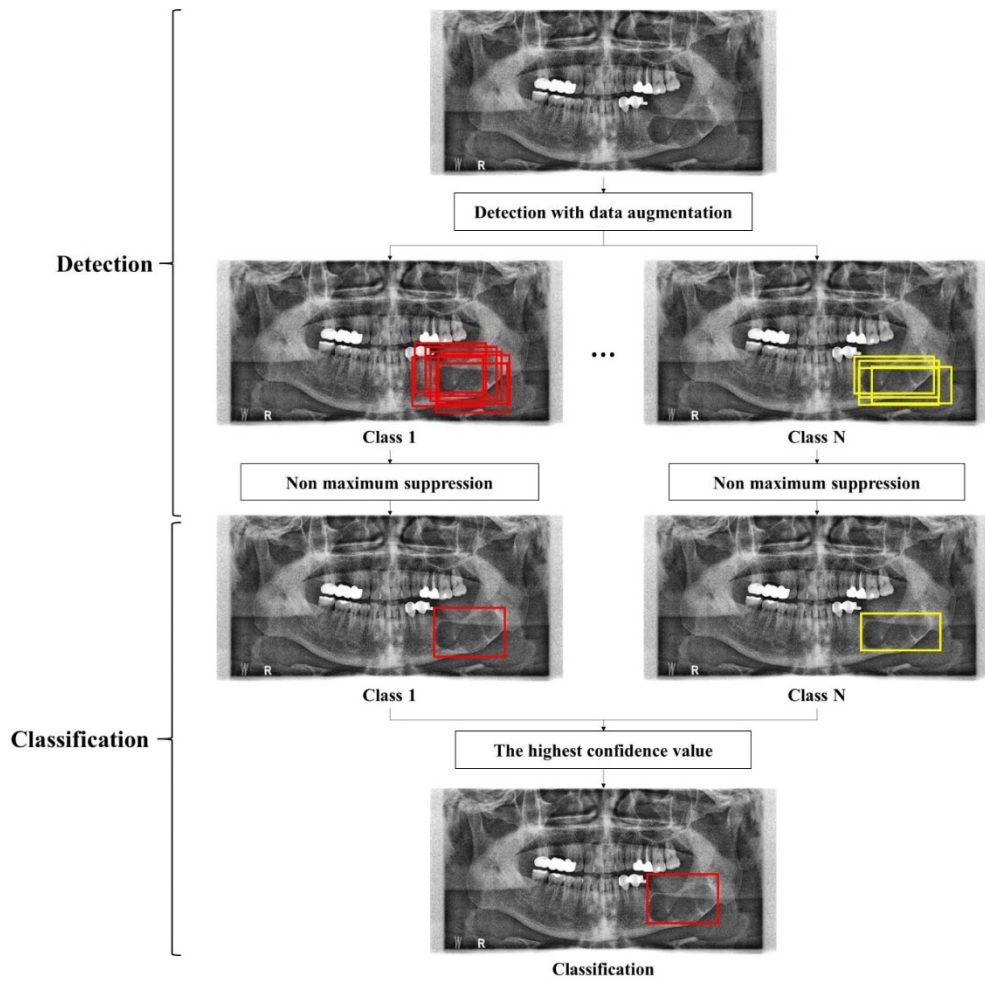 W R
Detection with data augmentation
Detection
W R
...
W R
Class 1
Class N
Non maximum suppression
Non maximum suppression
W R
W R
Class 1
Class N
Classification
The highest confidence value
W R
Classification